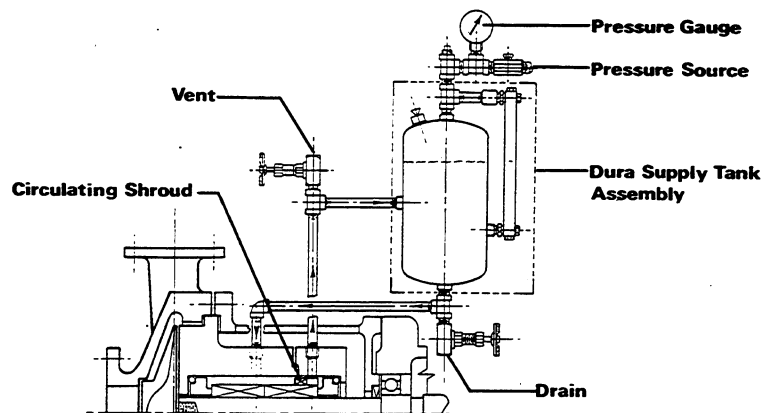 Pressure Gauge
Pressure Source
Vent
Dura Supply Tank
Assembly
Circulating Shroud
Drain